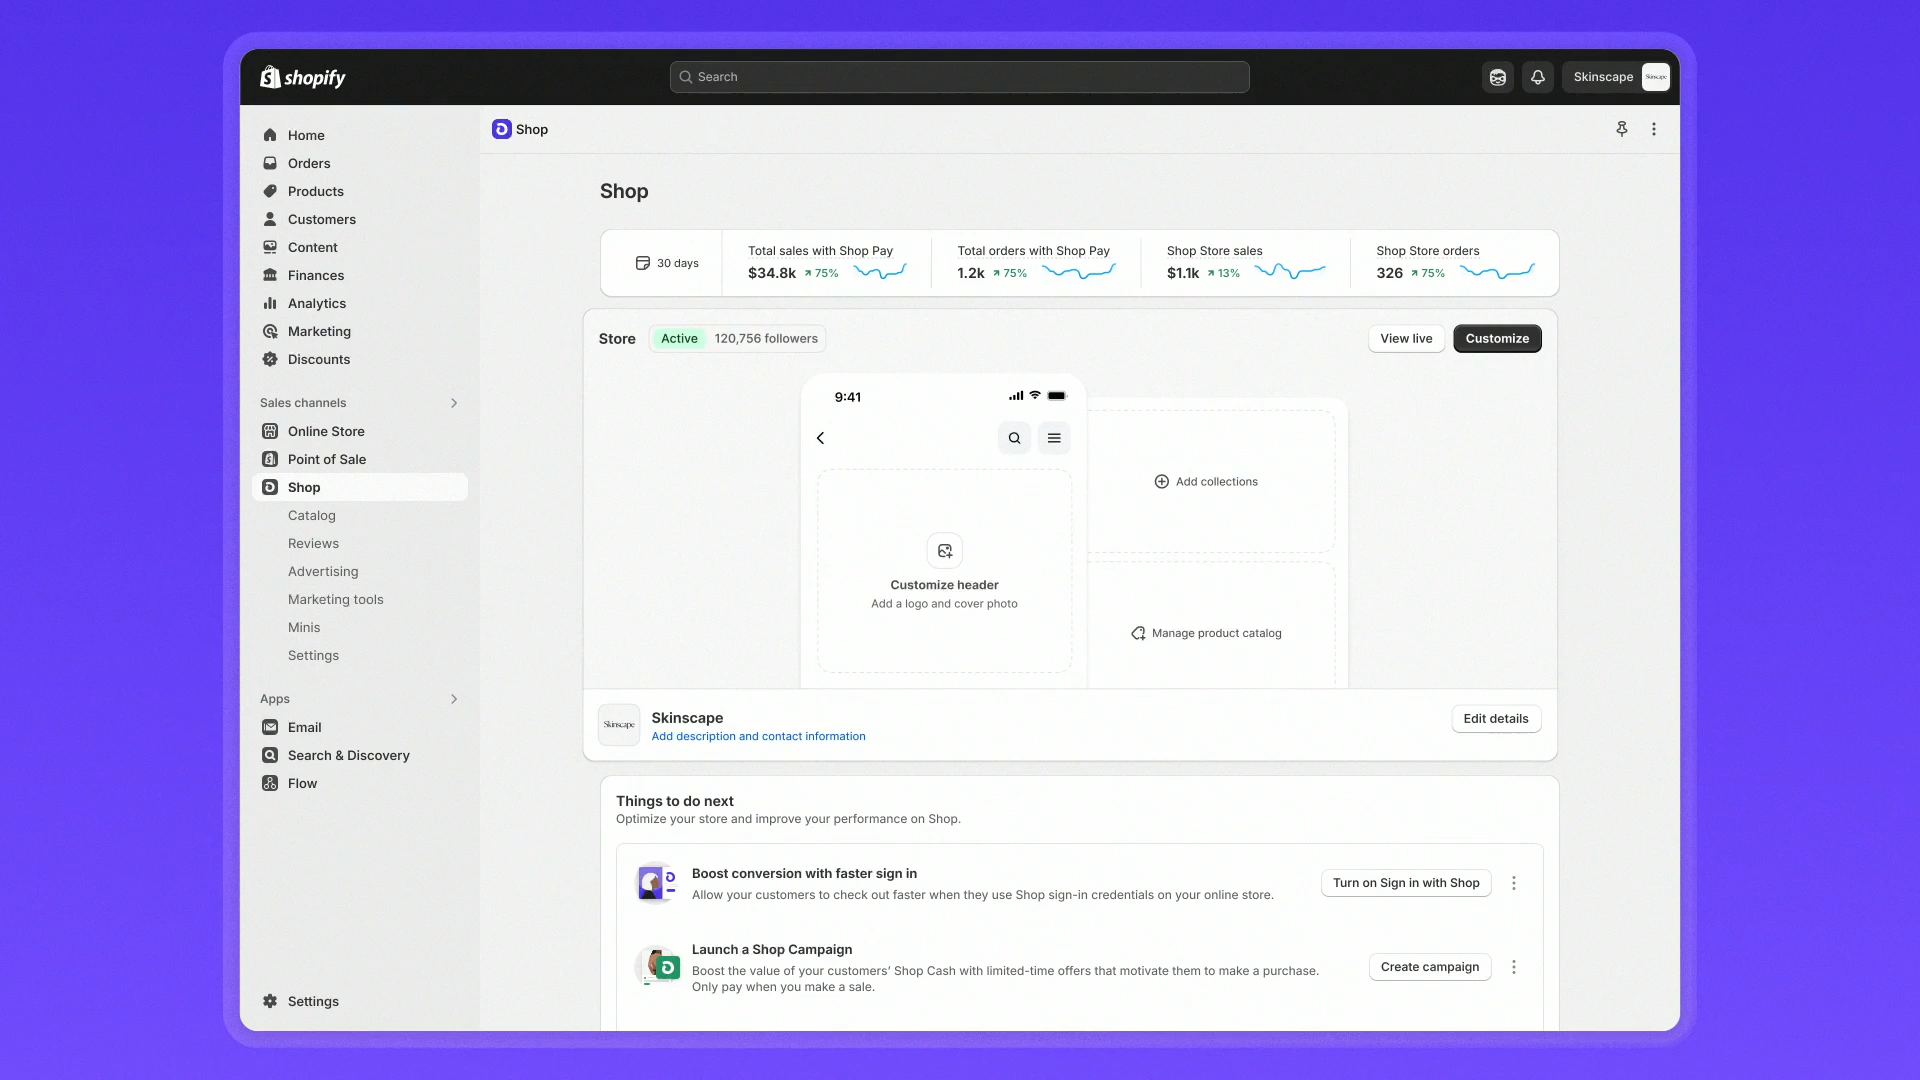 shopify
Search
Skinscape
Skinscape
Home
Orders
Products
Customers
Content
Finances
Analytics
Marketing
Discounts
Sales channels
Online Store
Point of Sale
Shop
Catalog
Reviews
Advertising
Marketing tools
Minis
Settings
Apps
Email
Search & Discovery
Flow
Settings
Shop
Shop
30 days
Total sales with Shop Pay
$34.8k 75%
Total orders with Shop Pay
1.2k 75%
Shop Store sales
$1.1k 13%
Shop Store orders
326 75%
Store Active 120,756 followers
View live
Customize
9:41
Customize header
Add a logo and cover photo
Add collections
Manage product catalog
Skinscape
Skinscape
Add description and contact information
Edit details
Things to do next
Optimize your store and improve your performance on Shop.
Boost conversion with faster sign in
Allow your customers to check out faster when they use Shop sign-in credentials on your online store.
Turn on Sign in with Shop
Launch a Shop Campaign
Boost the value of your customers’ Shop Cash with limited-time offers that motivate them to make a purchase.
Only pay when you make a sale.
Create campaign